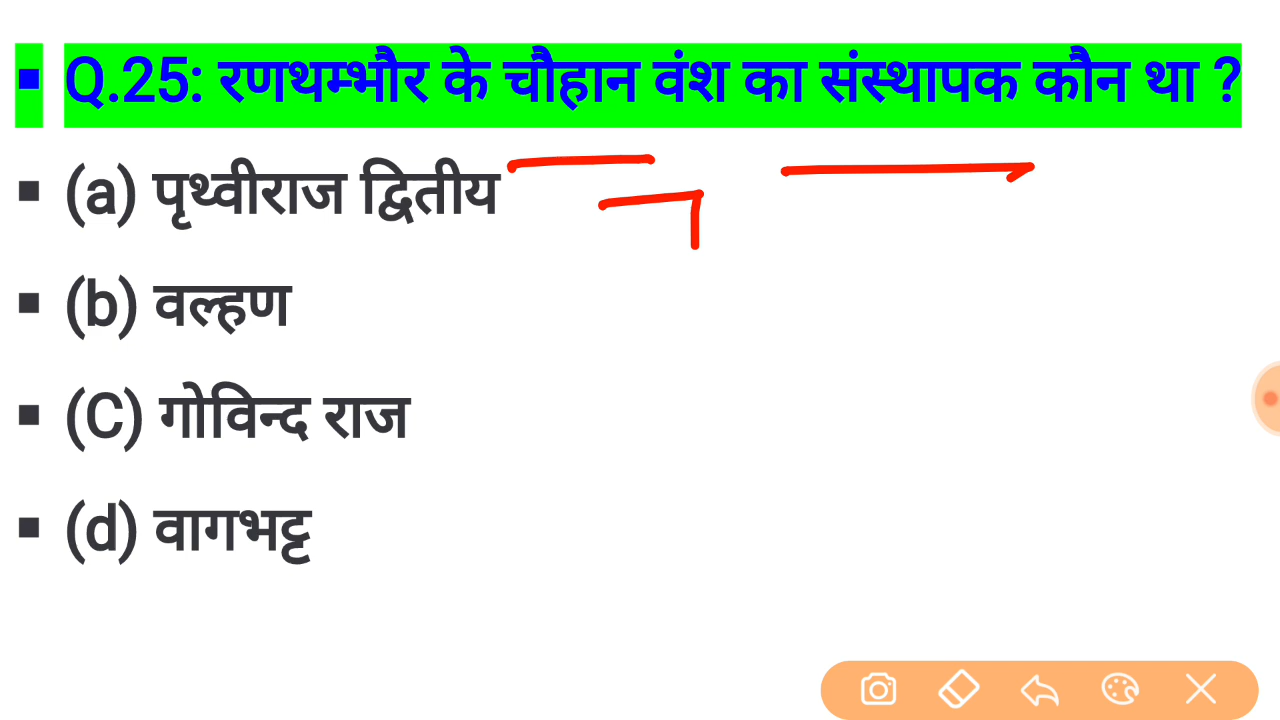 ▪ Q.25: रणथम्भौर के चौहान वंश का संस्थापक कौन था ?
▪ (a) पृथ्वीराज द्वितीय
▪ (b) वल्हण
▪ (C) गोविन्द राज
▪ (d) वागभट्ट